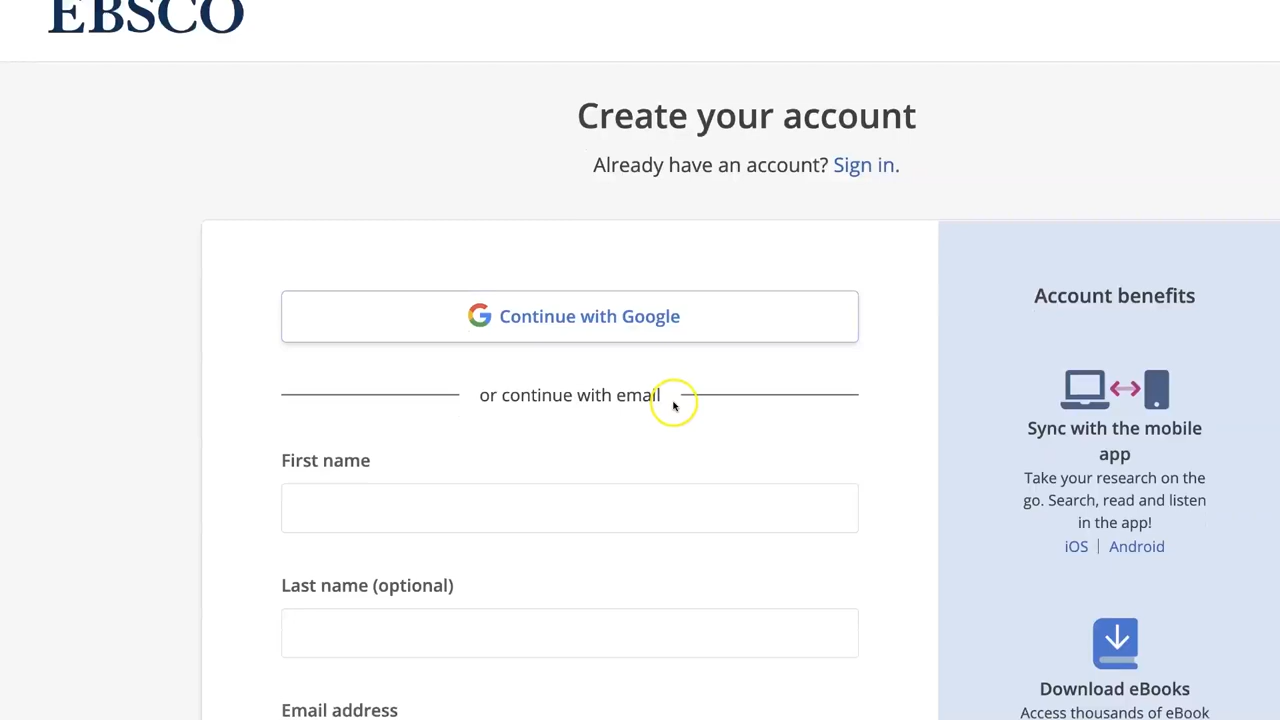 EBSCO
Create your account
Already have an account? Sign in.
Continue with Google
or continue with email
First name
Last name (optional)
Email address
Account benefits
Sync with the mobile
app
Take your research on the
go. Search, read and listen
in the app!
iOS | Android
Download eBooks
Access thousands of eBook